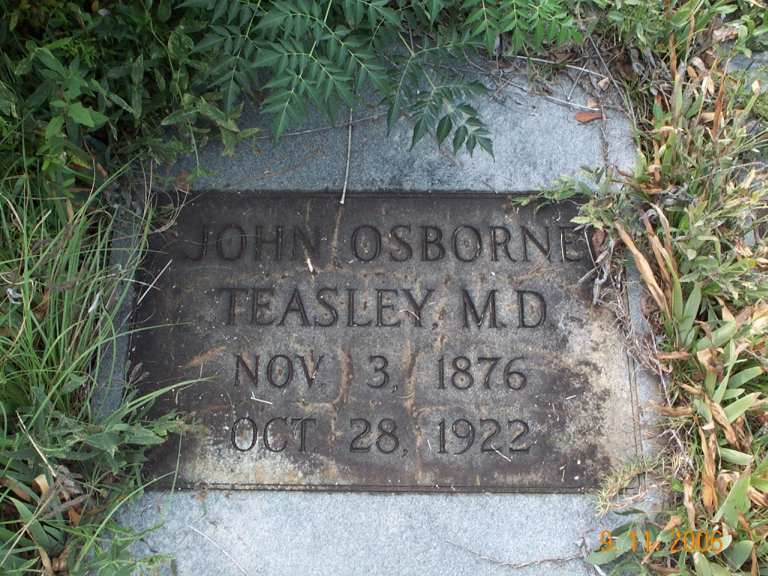 JOHN OSBORNE
TEASLEY, M.D.
NOV. 3, 1876
OCT 28, 1922
9 11 2006